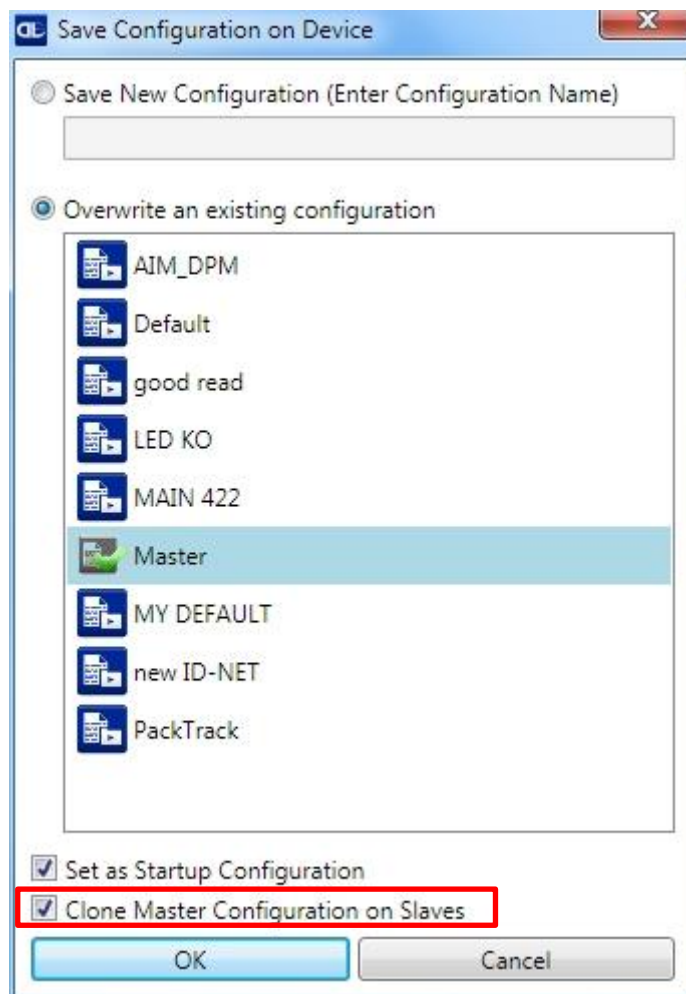 Save Configuration on Device
Save New Configuration (Enter Configuration Name)
Overwrite an existing configuration
AIM_DPM
Default
good read
LED KO
MAIN 422
Master
MY DEFAULT
new ID-NET
PackTrack
Set as Startup Configuration
Clone Master Configuration on Slaves
OK Cancel